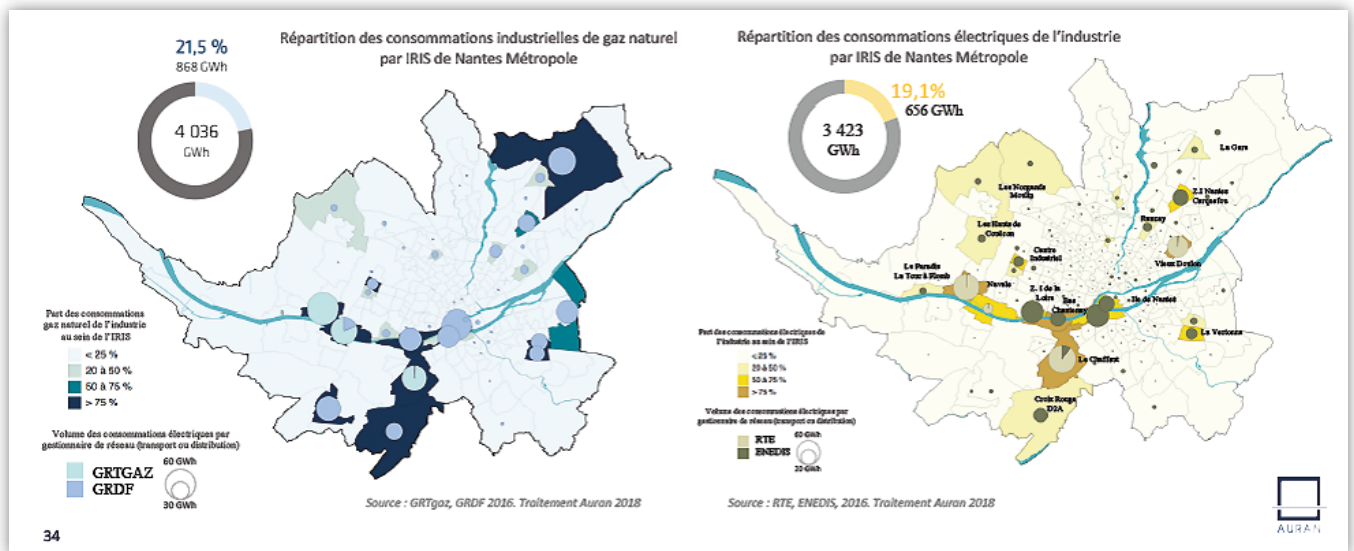 Répartition des consommations industrielles de gaz naturel
par IRIS de Nantes Métropole
21,5 %
868 GWh
4 036
GWh
Part des consommations
gaz naturel de l'industrie
au sein de l'IRIS
< 25 %
20 à 50 %
50 à 75 %
> 75 %
Volume des consommations électriques par
gestionnaire de réseau (transport ou distribution)
60 GWh
GRTGAZ
GRDF
30 GWh
Source : GRTgaz, GRDF 2016. Traitement Auran 2018
34
Répartition des consommations électriques de l'industrie
par IRIS de Nantes Métropole
19,1%
656 GWh
3 423
GWh
La Gare
Z.I Nantes
Carquefou
Ranzay
Vieux Doulon
Les Hauts de
Couëron
Centre
Industriel
Le Paradis
Navale
Z. I de la
Loire
Îles
Chantenay
Ile de Nantes
La Vertonne
Le Chaffault
Croix Rouge
D2A
Part des consommations électriques de
l'industrie au sein de l'IRIS
<25 %
20 à 50 %
50 à 75 %
> 75 %
Volume des consommations électriques par
gestionnaire de réseau (transport ou distribution)
60 GWh
RTE
ENEDIS
30 GWh
Source : RTE, ENEDIS, 2016. Traitement Auran 2018
AURAN